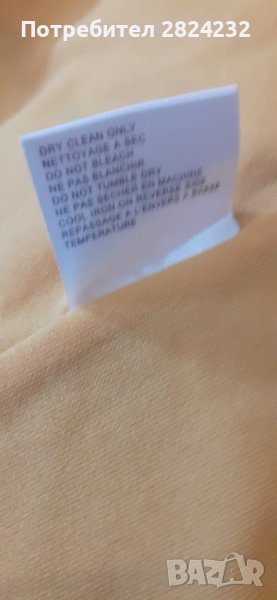 Потребител 2824232
DRY CLEAN ONLY
NETTOYAGE A SEC
DO NOT BLEACH
NE PAS BLANCHIR
DO NOT TUMBLE DRY
NE PAS SECHER EN MACHINE
COOL IRON ON REVERSE SIDE
REPASSAGE A L'ENVERS A BASSE
TEMPERATURE
BAZAR